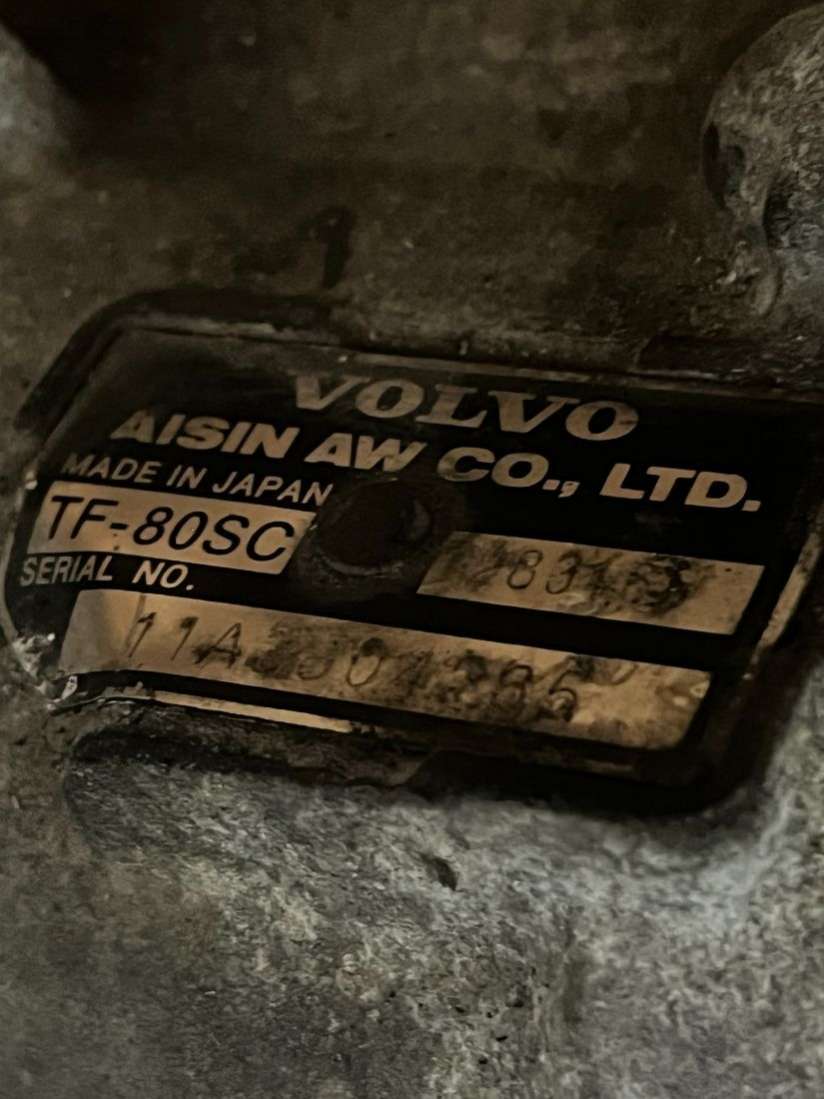 VOLVO
AISIN AW CO., LTD.
MADE IN JAPAN
TF-80SC
SERIAL NO.